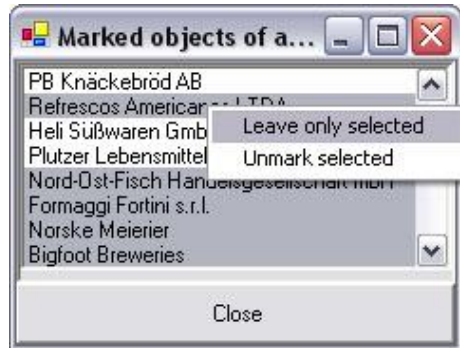 Marked objects of a...
PB Knäckebröd AB
Refrescos Americanas LTDA
Heli Süßwaren GmbH
Leave only selected
Plutzer Lebensmittel
Unmark selected
Nord-Ost-Fisch Handelsgesellschaft mbH
Formaggi Fortini s.r.l.
Norske Meierier
Bigfoot Breweries
Close